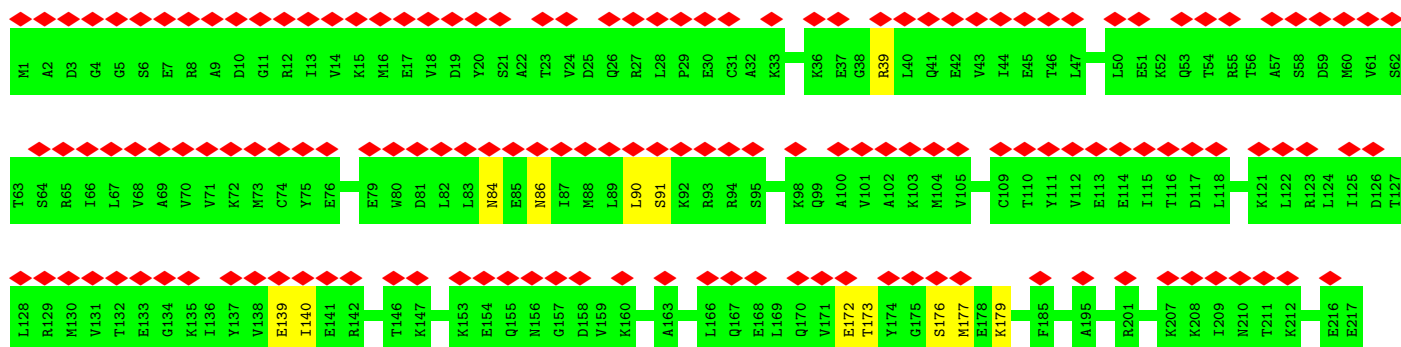 M1 A2 D3 G4 G5 S6 E7 R8 A9 D10 G11 R12 I13 V14 K15 M16 E17 V18 D19 Y20 S21 A22 T23 V24 D25 Q26 R27 L28 P29 E30 C31 A32 K33 K36 E37 G38 R39 L40 Q41 E42 V43 I44 E45 T46 L47 L50 E51 K52 Q53 T54 R55 T56 A57 S58 D59 M60 V61 S62
T63 S64 R65 I66 L67 V68 A69 V70 V71 K72 M73 C74 Y75 E76 E79 W80 D81 L82 L83 N84 E85 N86 I87 M88 L89 L90 S91 K92 R93 R94 S95 K98 Q99 A100 V101 A102 K103 M104 V105 C109 T110 Y111 V112 E113 E114 I115 T116 D117 L118 K121 L122 R123 L124 I125 D126 T127
L128 R129 M130 V131 T132 E133 G134 K135 I136 Y137 V138 E139 I140 E141 R142 T146 K147 K153 E154 Q155 N156 G157 D158 V159 K160 A163 L166 Q167 E168 L169 Q170 V171 E172 T173 Y174 G175 S176 M177 E178 K179 F185 A195 R201 K207 K208 I209 N210 T211 K212 E216 E217